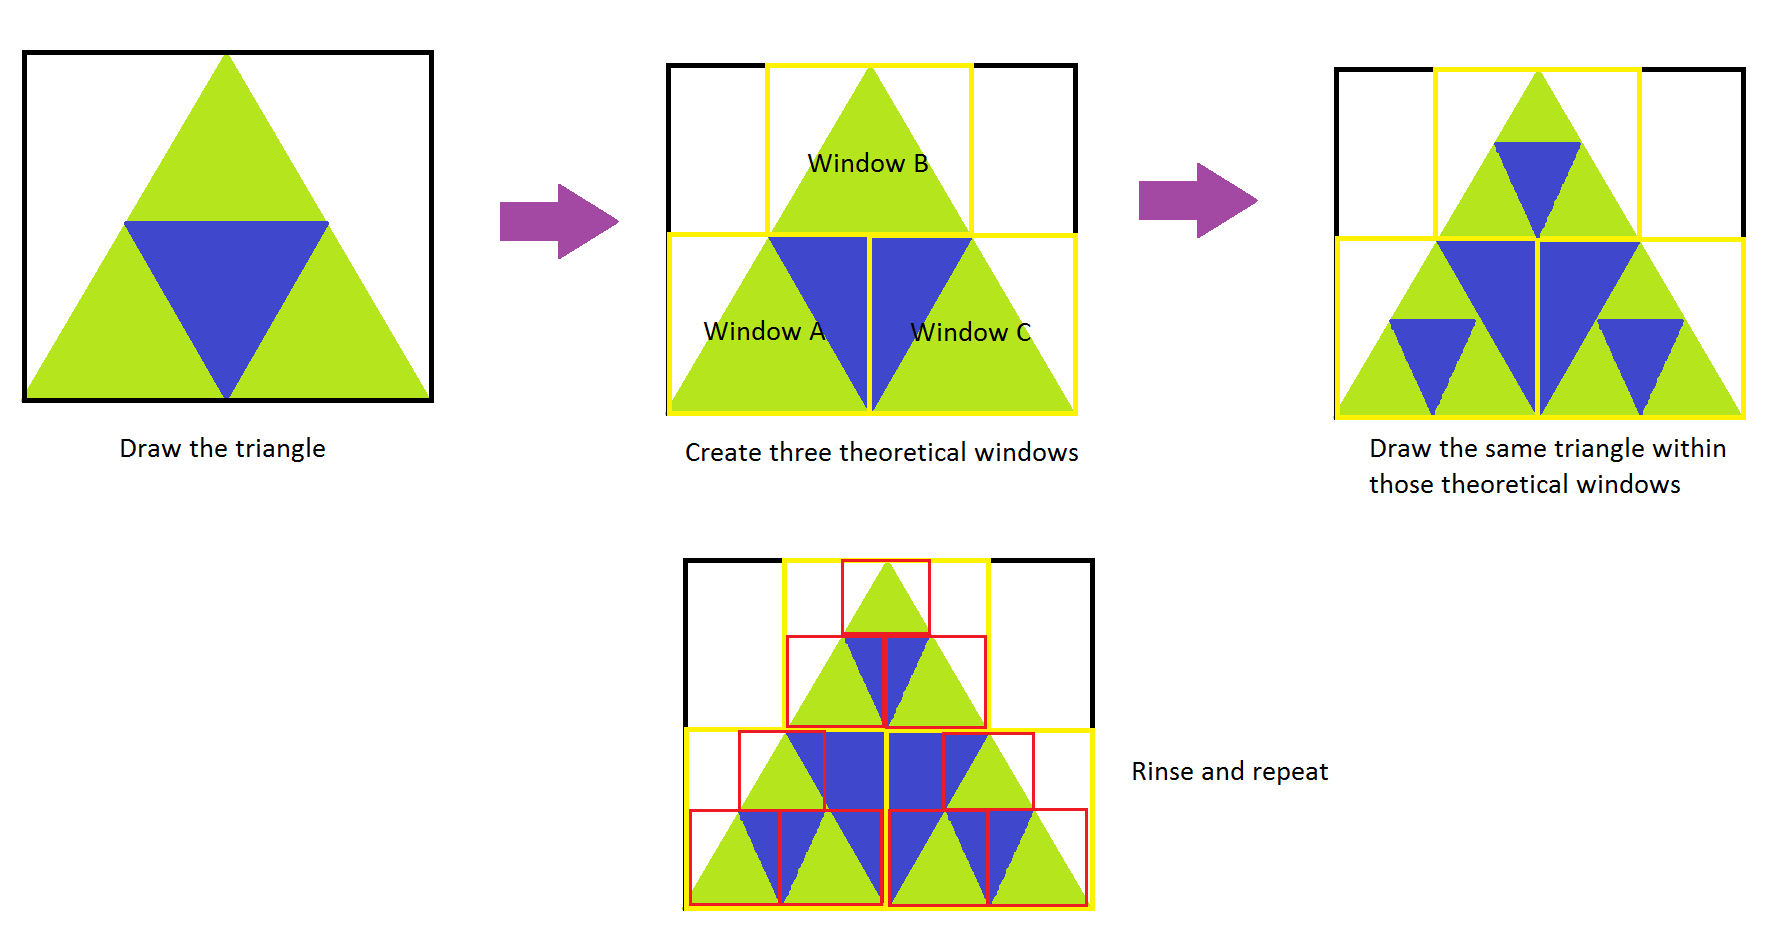 Window B
Window A
Window C
Draw the triangle
Create three theoretical windows
Draw the same triangle within
those theoretical windows
Rinse and repeat